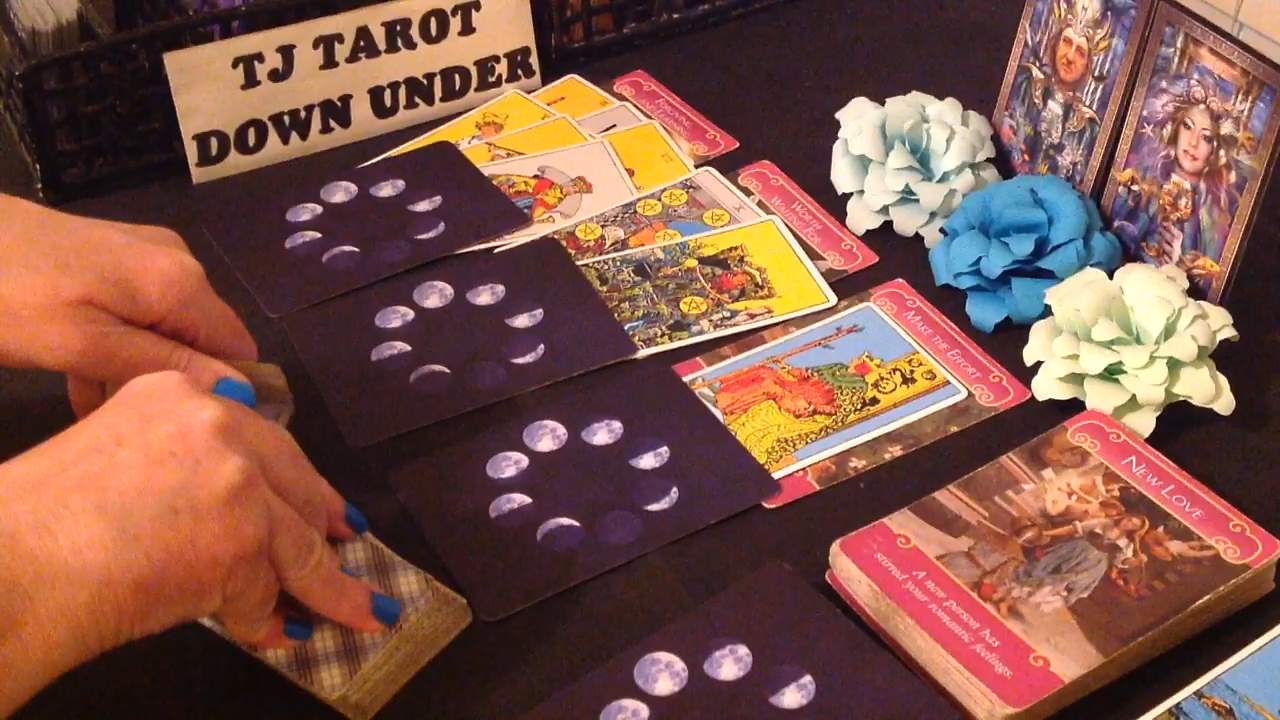 TJ TAROT
DOWN UNDER
WORTH
WAITING FOR
MAKE THE EFFORT
NEW LOVE
A new person has
stirred your romantic feelings.